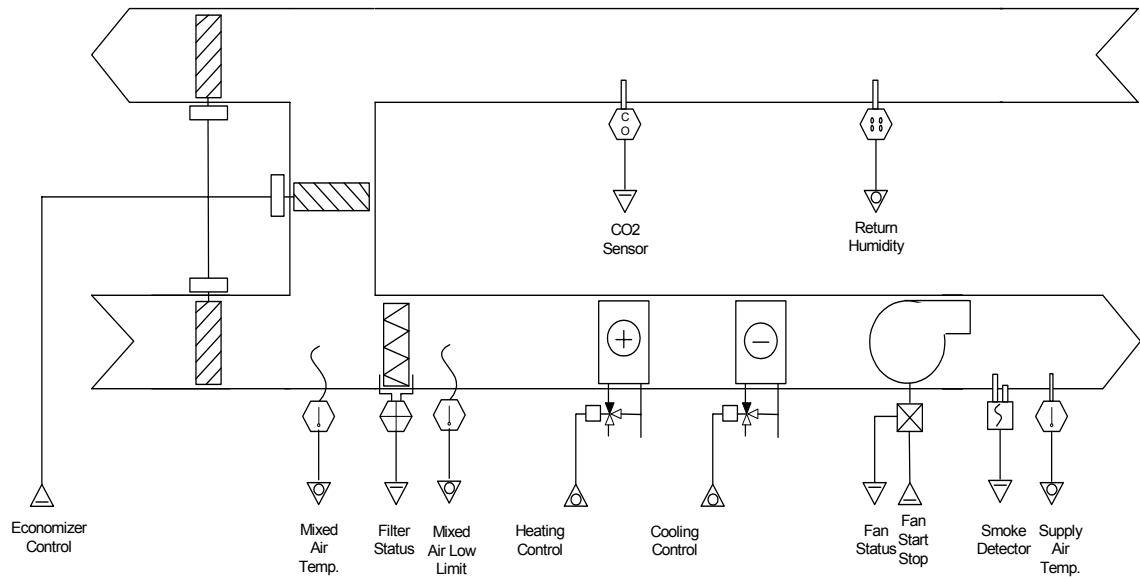 C
O
CO2
Sensor
Return
Humidity
Economizer
Control
Mixed
Air
Temp.
Filter
Status
Mixed
Air Low
Limit
Heating
Control
Cooling
Control
Fan
Status
Fan
Start
Stop
Smoke
Detector
Supply
Air
Temp.